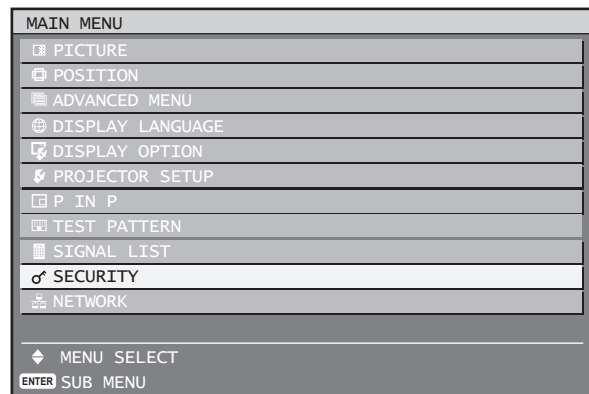 MAIN MENU
PICTURE
POSITION
ADVANCED MENU
DISPLAY LANGUAGE
DISPLAY OPTION
PROJECTOR SETUP
P IN P
TEST PATTERN
SIGNAL LIST
SECURITY
NETWORK
MENU SELECT
ENTER SUB MENU